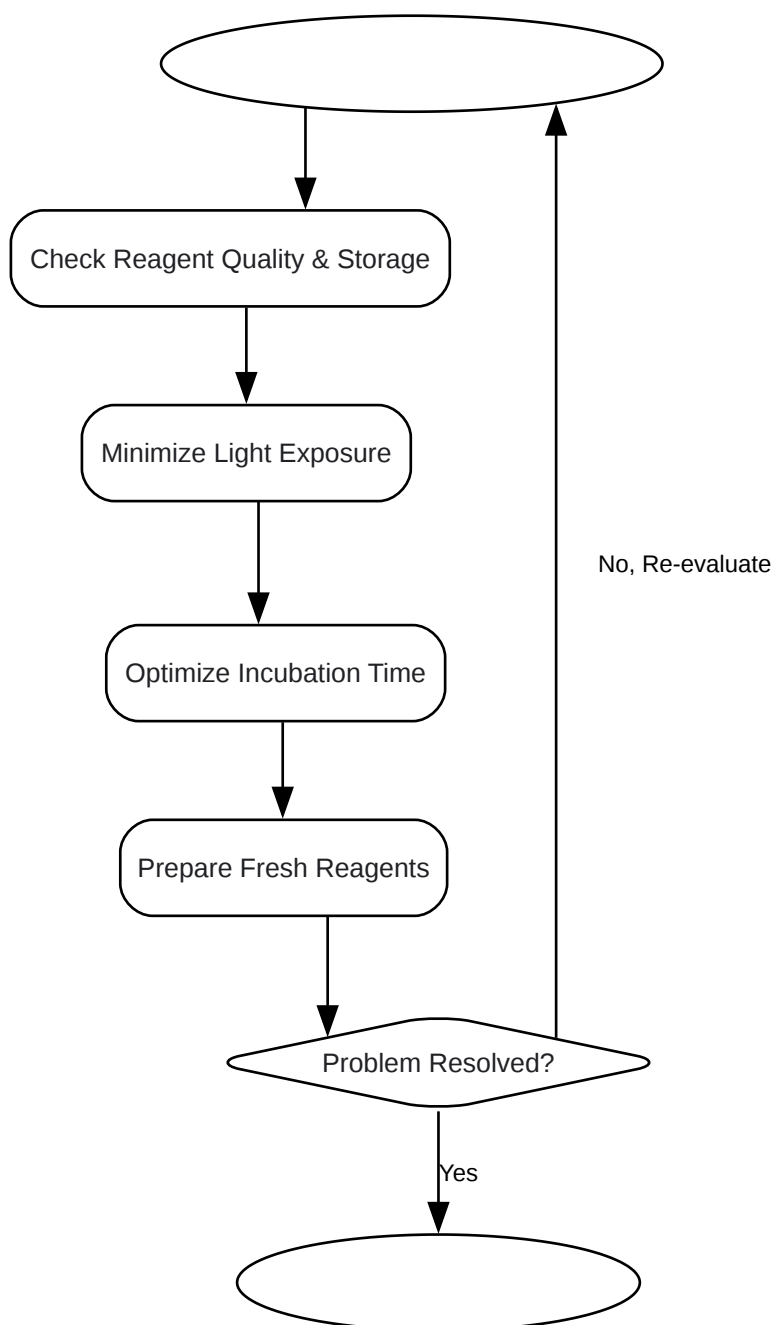 Check Reagent Quality & Storage
Minimize Light Exposure
No, Re-evaluate
Optimize Incubation Time
Prepare Fresh Reagents
Problem Resolved?
Yes